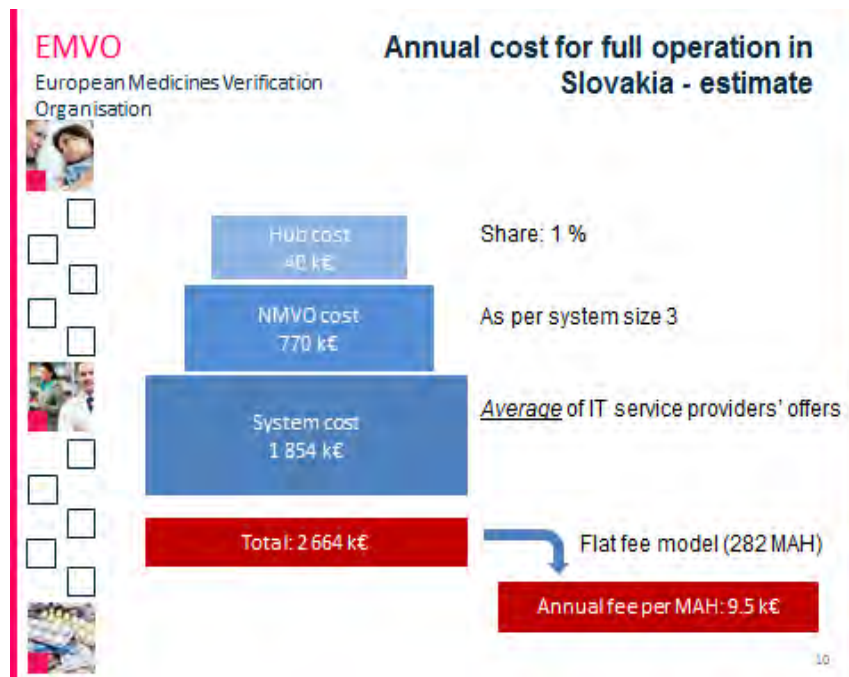 EMVO
European Medicines Verification
Organisation
Annual cost for full operation in
Slovakia - estimate
Hub cost
40 k€
Share: 1 %
NMVO cost
770 k€
As per system size 3
System cost
1 854 k€
Average of IT service providers' offers
Total: 2 664 k€
Flat fee model (282 MAH)
Annual fee per MAH: 9.5 k€
10